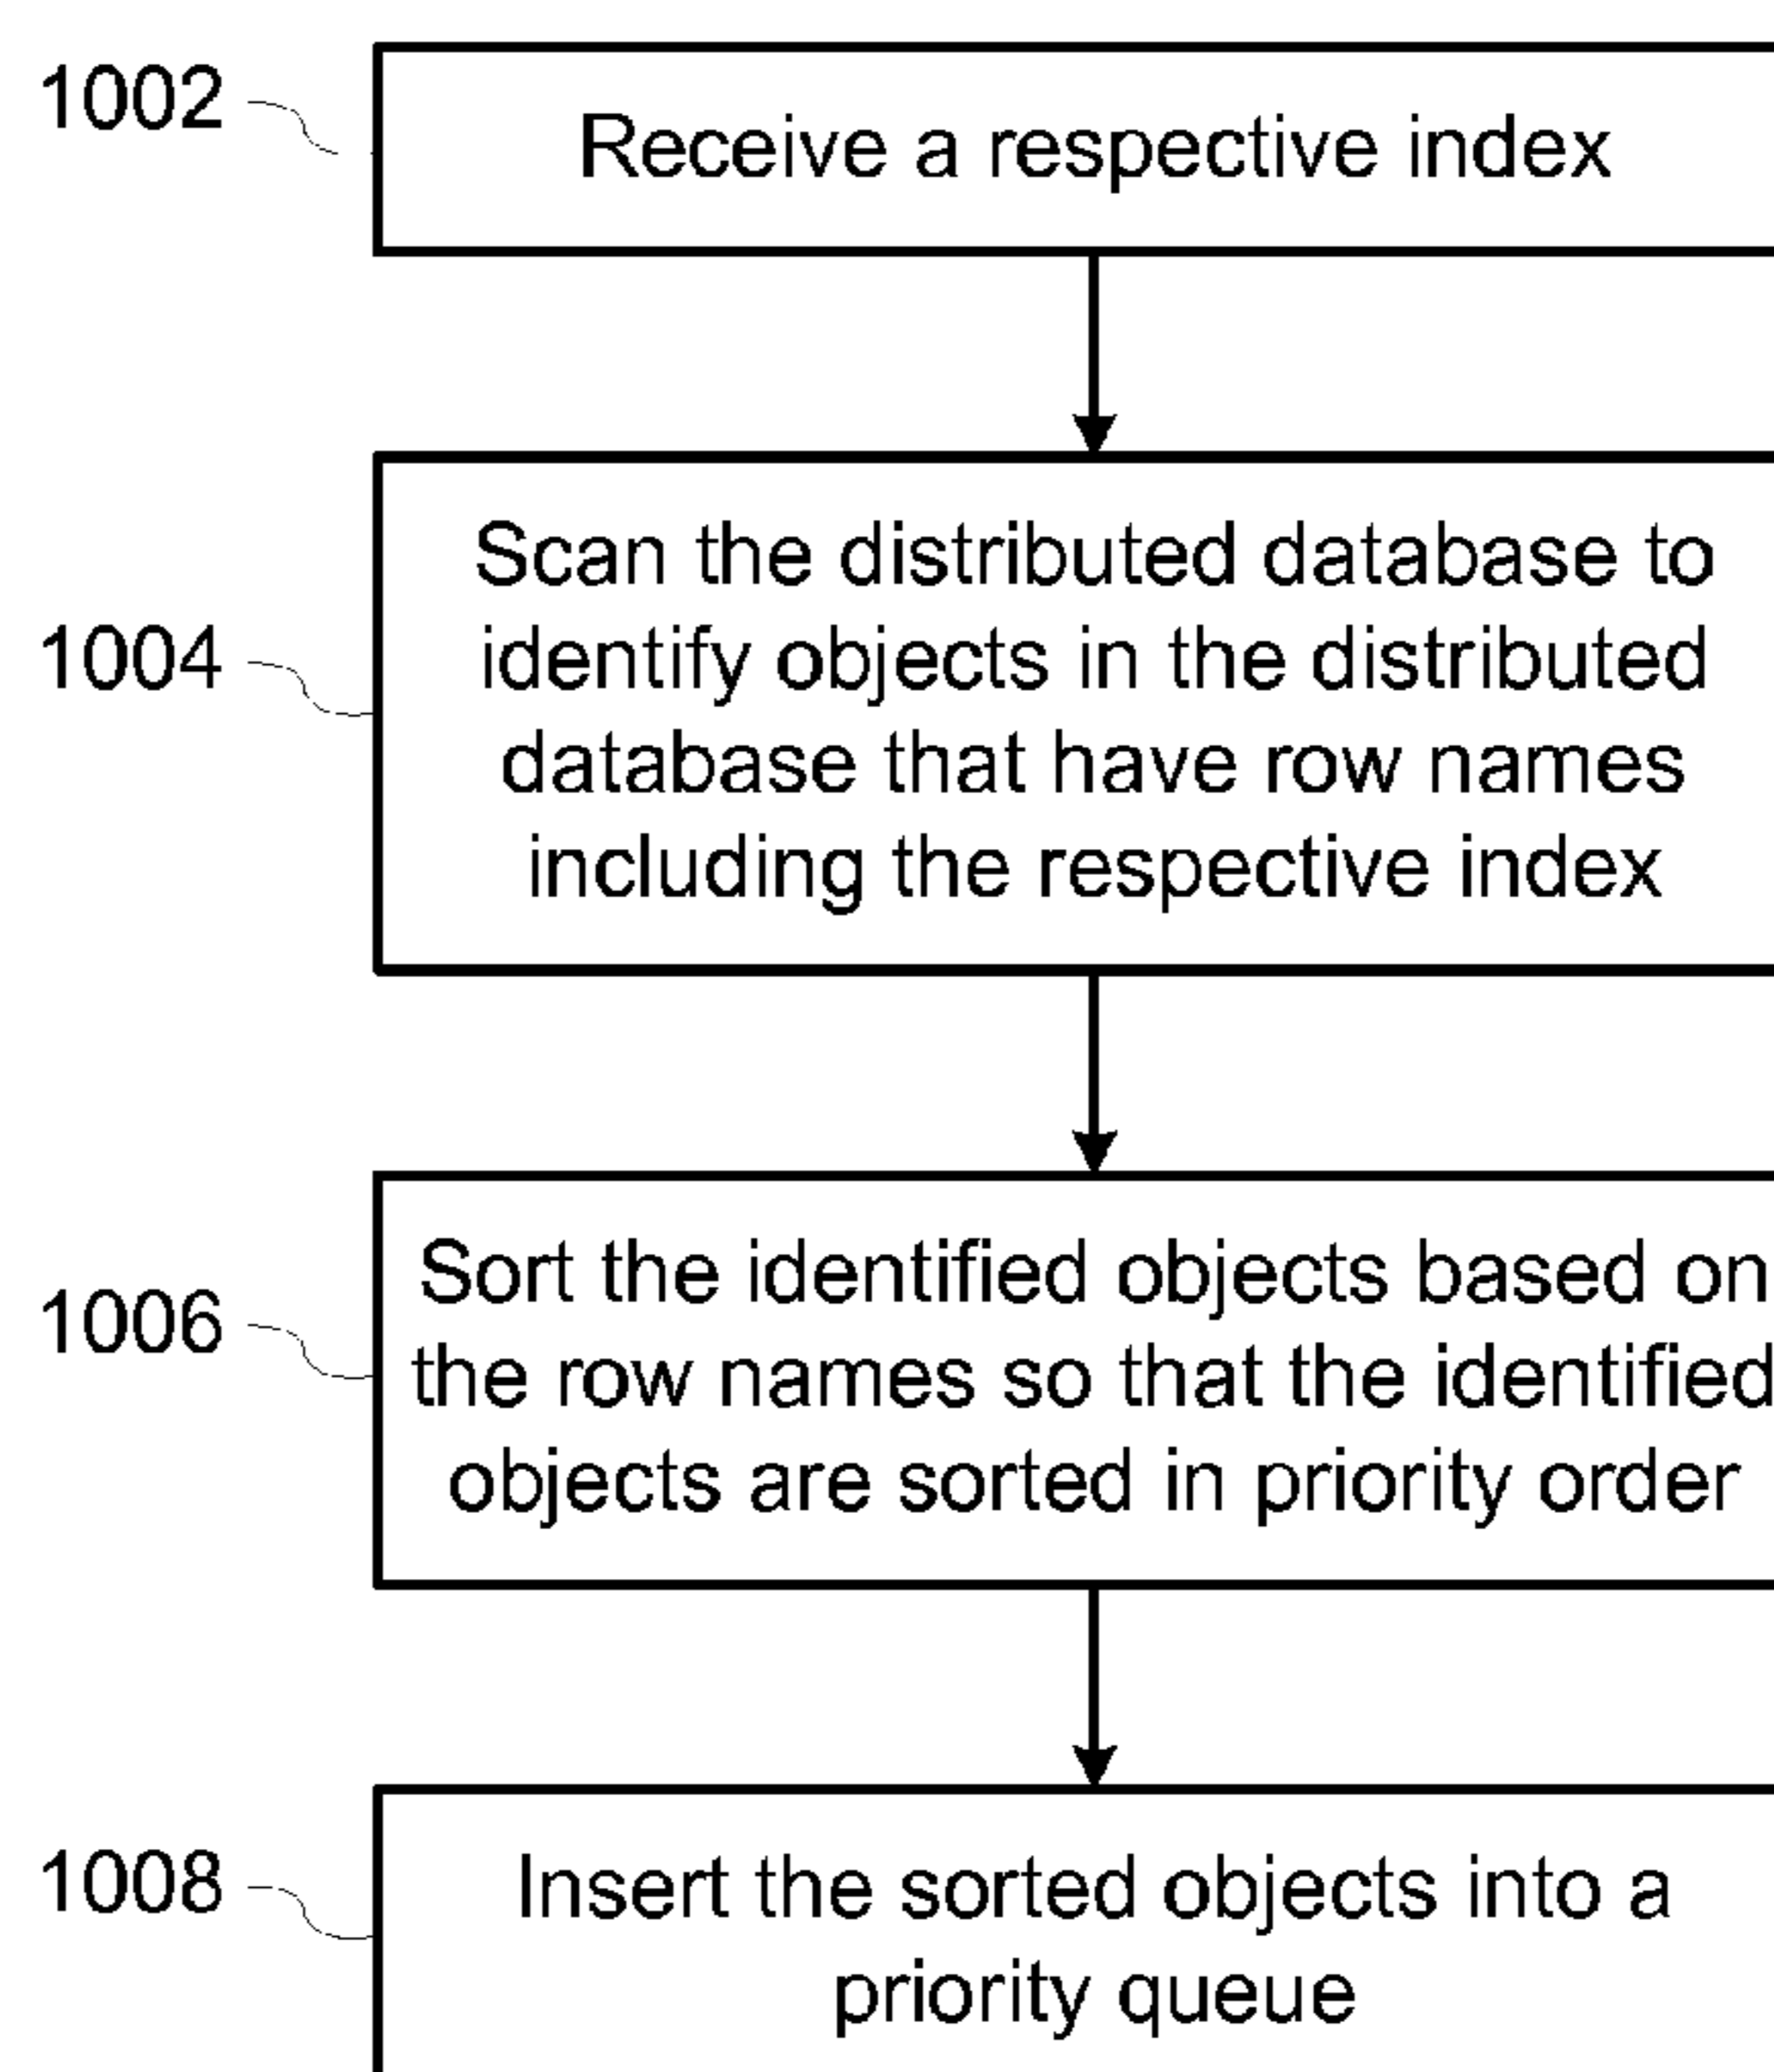 1002
Receive a respective index
Scan the distributed database to
1004
identify objects in the distributed
database that have row names
including the respective index
Sort the identified objects based on
1006
the row names so that the identified
objects are sorted in priority order
1008
Insert the sorted objects into a
priority queue